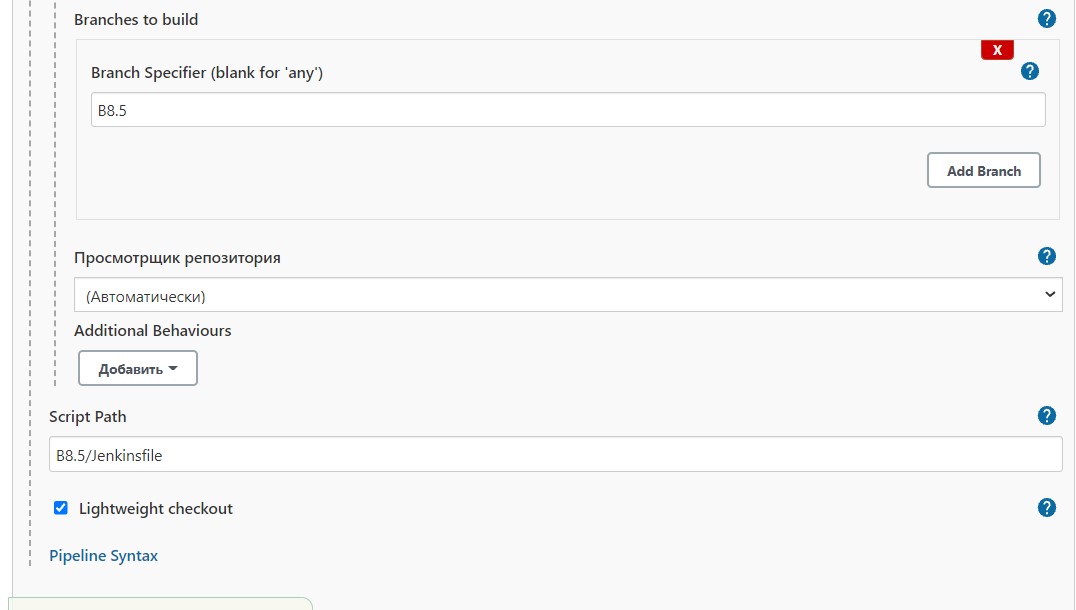 Branches to build
?
X
Branch Specifier (blank for 'any')
?
B8.5
Add Branch
Просмотрщик репозитория
?
(Автоматически)
Additional Behaviours
Добавить
Script Path
?
B8.5/Jenkinsfile
Lightweight checkout
?
Pipeline Syntax